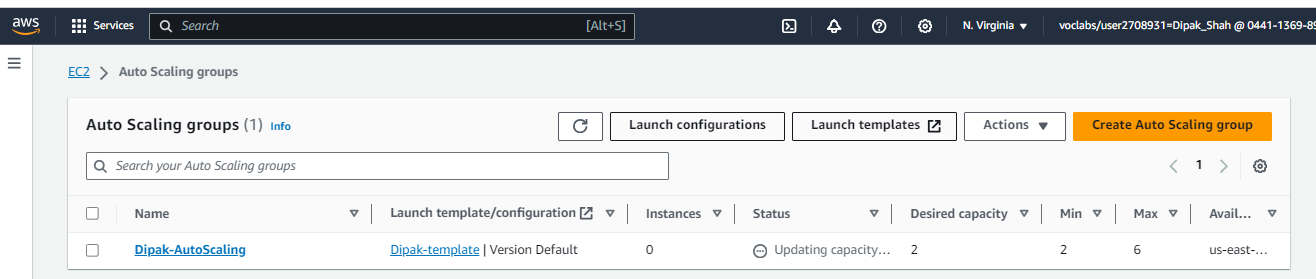 aws Services Search [Alt+S] N. Virginia voclabs/user2708931=Dipak_Shah @ 0441-1369-89
EC2 Auto Scaling groups
Auto Scaling groups (1) Info Launch configurations Launch templates Actions Create Auto Scaling group
Search your Auto Scaling groups 1
Name Launch template/configuration Instances Status Desired capacity Min Max Avail...
Dipak-AutoScaling Dipak-template | Version Default 0 Updating capacity... 2 2 6 us-east-...